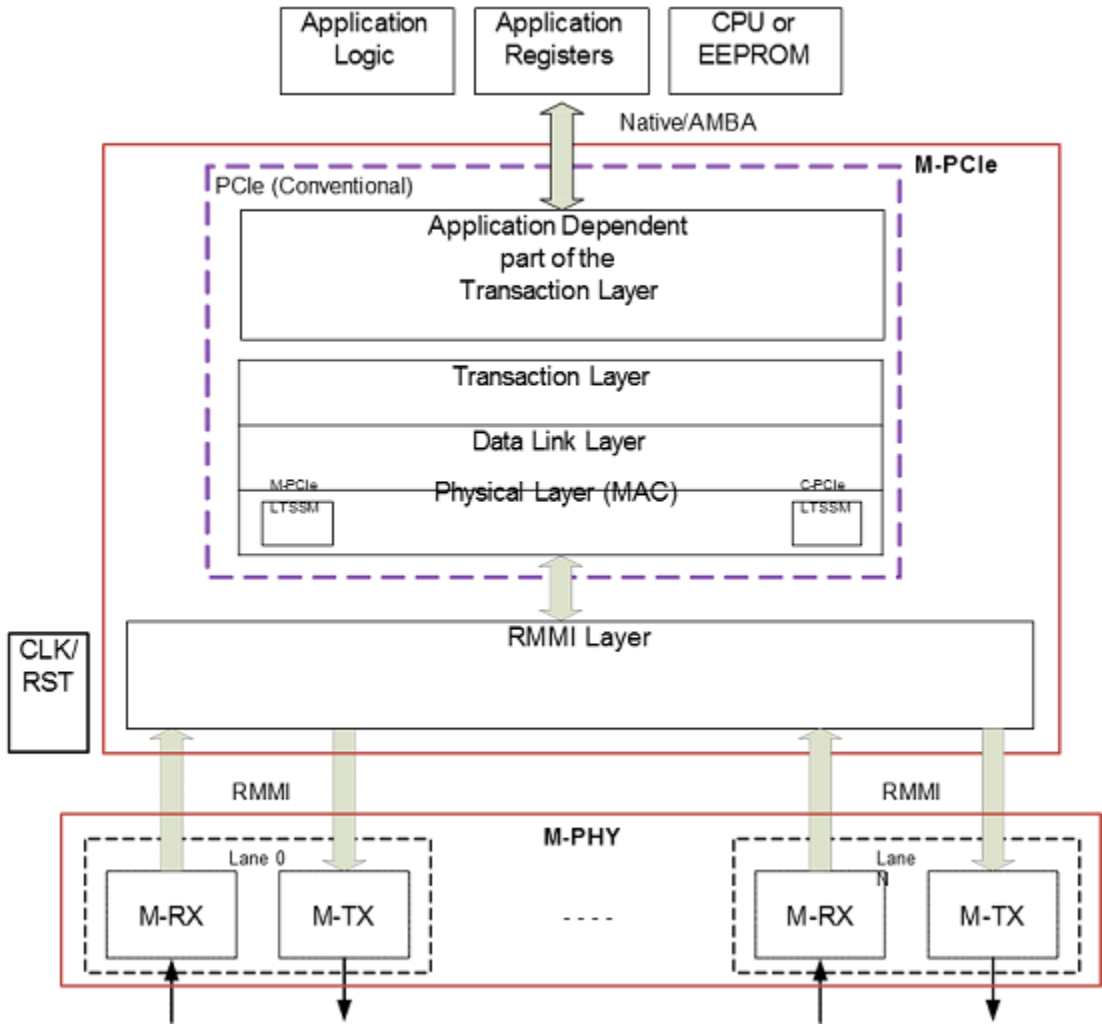 Application
Logic
Application
Registers
CPU or
EEPROM
Native/AMBA
M-PCIe
PCIe (Conventional)
Application Dependent
part of the
Transaction Layer
Transaction Layer
Data Link Layer
Physical Layer (MAC)
M-PCIe
LTSSM
C-PCIe
LTSSM
RMMI Layer
CLK/
RST
RMMI
RMMI
M-PHY
Lane 0
Lane
N
M-RX
M-TX
- - - -
M-RX
M-TX